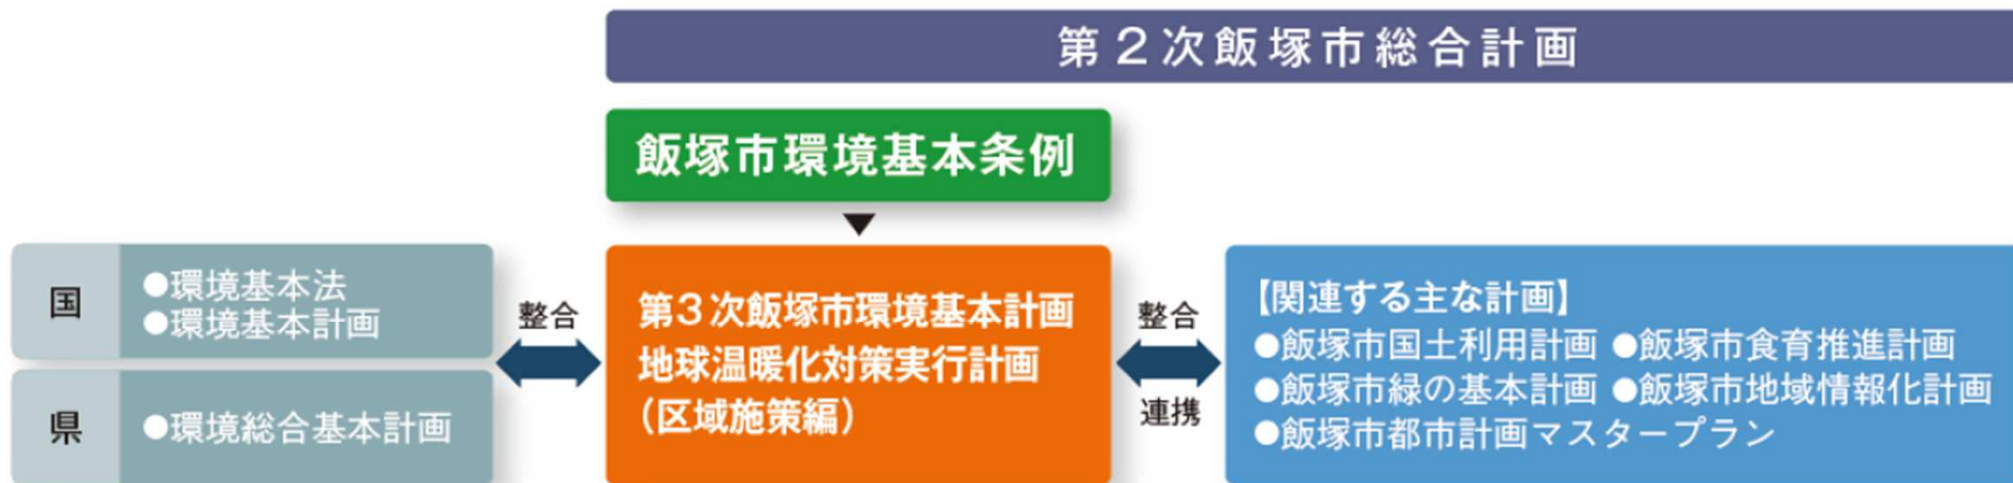 第2次飯塚市総合計画
飯塚市環境基本条例
▼
国
●環境基本法
●環境基本計画
県
●環境総合基本計画
整合
第3次飯塚市環境基本計画
地球温暖化対策実行計画
（区域施策編）
整合
連携
【関連する主な計画】
●飯塚市国土利用計画 ●飯塚市食育推進計画
●飯塚市緑の基本計画 ●飯塚市地域情報化計画
●飯塚市都市計画マスタープラン